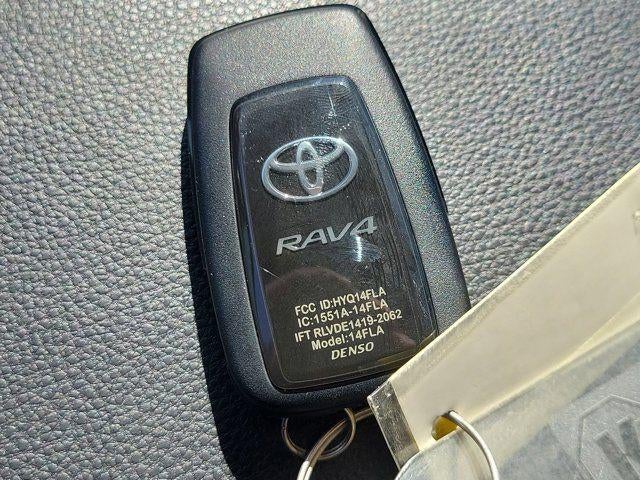 RAV4
FCC ID:HYQ14FLA
IC:1551A-14FLA
IFT RLVDE1419-2062
Model:14FLA
DENSO